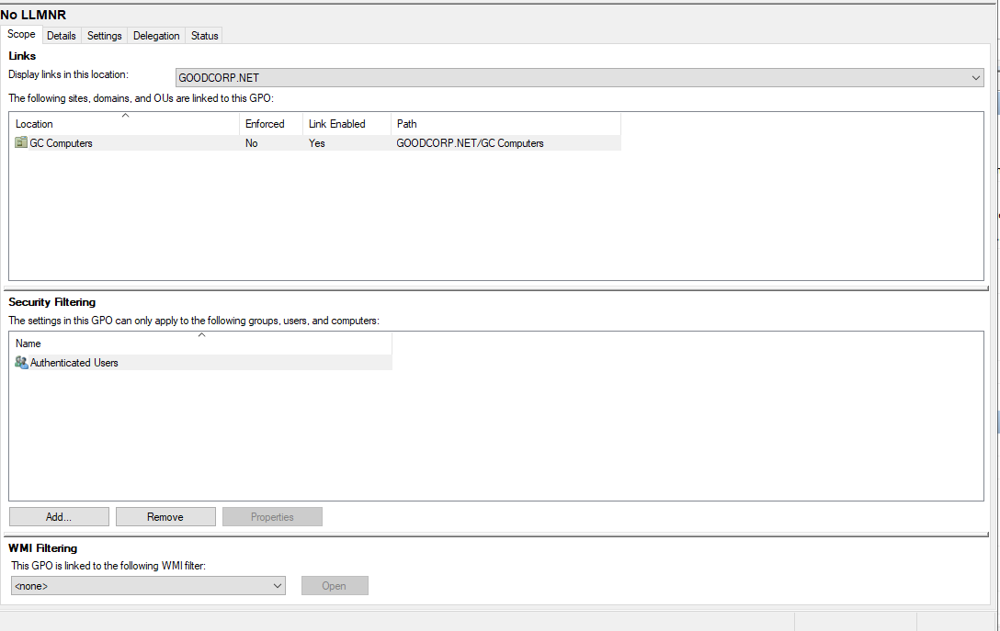 No LLMNR
Scope Details Settings Delegation Status
Links
Display links in this location: GOODCORP.NET
The following sites, domains, and OUs are linked to this GPO:
Location Enforced Link Enabled Path
GC Computers No Yes GOODCORP.NET/GC Computers
Security Filtering
The settings in this GPO can only apply to the following groups, users, and computers:
Name
Authenticated Users
Add... Remove Properties
WMI Filtering
This GPO is linked to the following WMI filter:
<none> Open